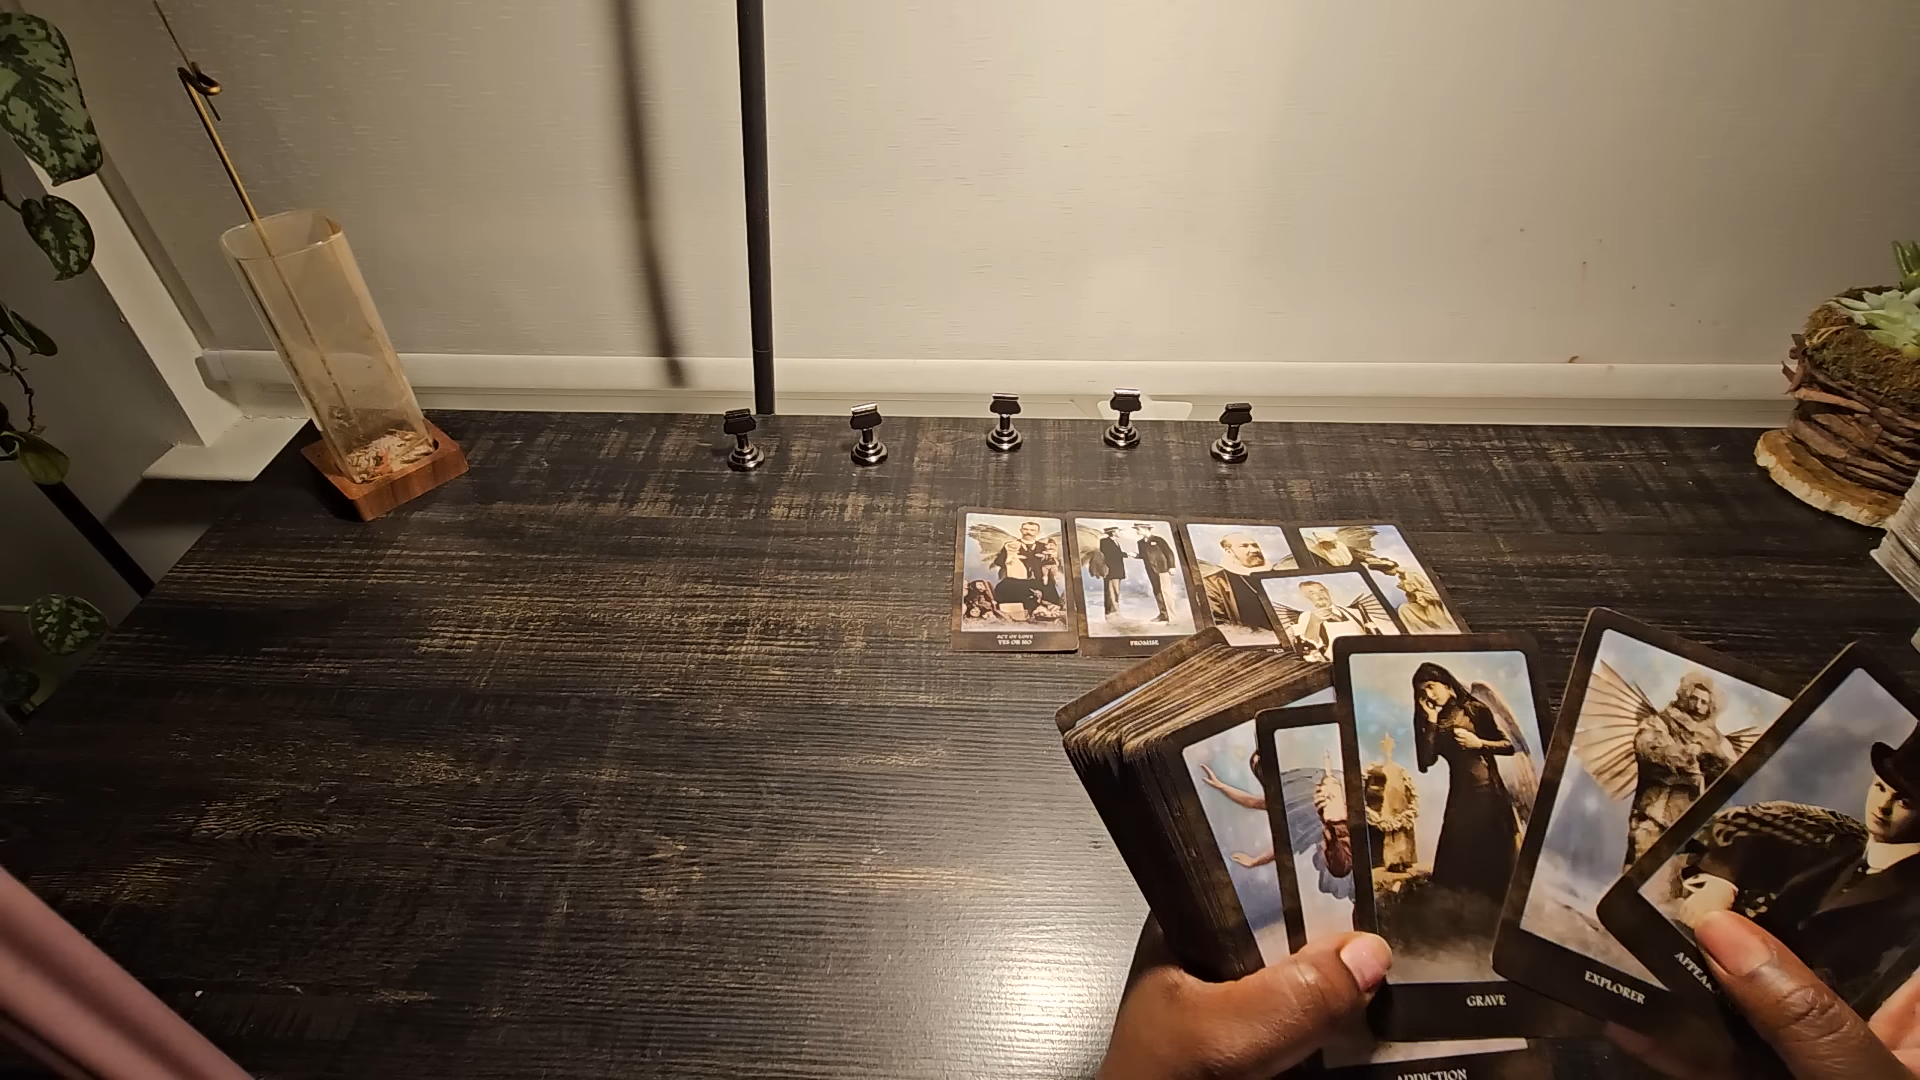 ACT OF LOVE
YES OR NO
PROMISE
GRAVE
EXPLORER
ADDICTION